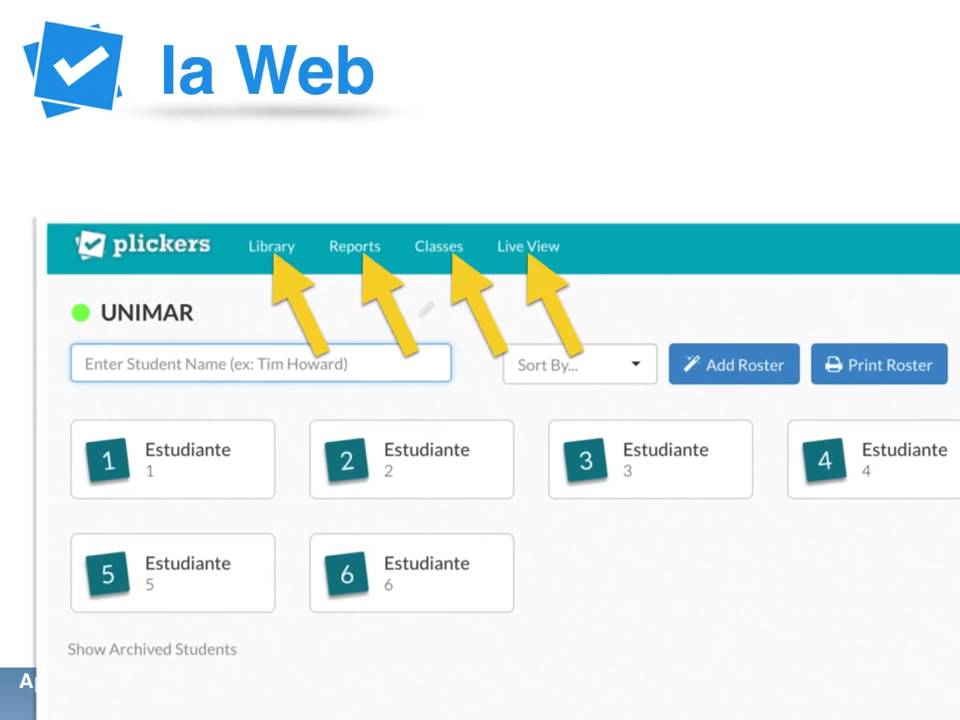 la Web
plickers Library Reports Classes Live View
UNIMAR
Enter Student Name (ex: Tim Howard) Sort By... Add Roster Print Roster
1 Estudiante 2 Estudiante 3 Estudiante 4 Estudiante
1 2 3 4
5 Estudiante 6 Estudiante
5 6
Show Archived Students